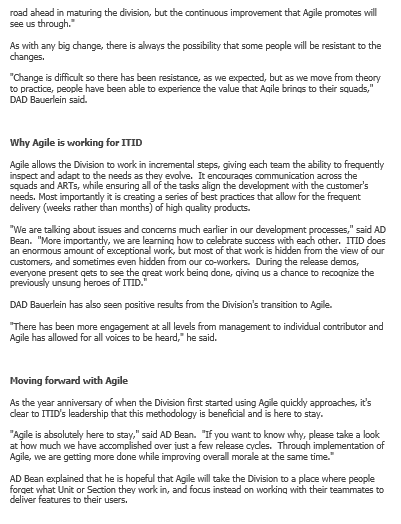 road ahead in maturing the division, but the continuous improvement that Agile promotes will
see us through."
As with any big change, there is always the possibility that some people will be resistant to the
changes.
"Change is difficult so there has been resistance, as we expected, but as we move from theory
to practice, people have been able to experience the value that Agile brings to their squads,"
DAD Bauerlein said.
Why Agile is working for ITID
Agile allows the Division to work in incremental steps, giving each team the ability to frequently
inspect and adapt to the needs as they evolve.  It encourages communication across the
squads and ARTs, while ensuring all of the tasks align the development with the customer's
needs. Most importantly it is creating a series of best practices that allow for the frequent
delivery (weeks rather than months) of high quality products.
"We are talking about issues and concerns much earlier in our development processes," said AD
Bean.  "More importantly, we are learning how to celebrate success with each other.  ITID does
an enormous amount of exceptional work, but most of that work is hidden from the view of our
customers, and sometimes even hidden from our co-workers.  During the release demos,
everyone present gets to see the great work being done, giving us a chance to recognize the
previously unsung heroes of ITID."
DAD Bauerlein has also seen positive results from the Division's transition to Agile.
"There has been more engagement at all levels from management to individual contributor and
Agile has allowed for all voices to be heard," he said.
Moving forward with Agile
As the year anniversary of when the Division first started using Agile quickly approaches, it's
clear to ITID's leadership that this methodology is beneficial and is here to stay.
"Agile is absolutely here to stay," said AD Bean.  "If you want to know why, please take a look
at how much we have accomplished over just a few release cycles.  Through implementation of
Agile, we are getting more done while improving overall morale at the same time."
AD Bean explained that he is hopeful that Agile will take the Division to a place where people
forget what Unit or Section they work in, and focus instead on working with their teammates to
deliver features to their users.